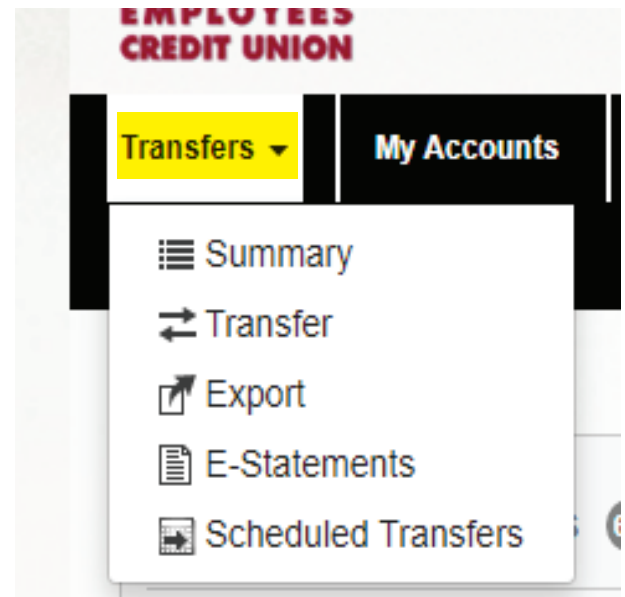 EMPLOYEES
CREDIT UNION
Transfers
My Accounts
Summary
Transfer
Export
E-Statements
Scheduled Transfers